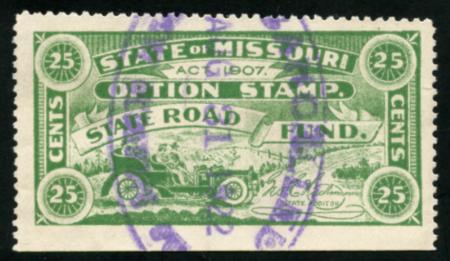 25 STATE OF MISSOURI 25
ACT 1907.
OPTION STAMP.
STATE ROAD FUND.
CENTS CENTS
STATE AUDITOR
25 25